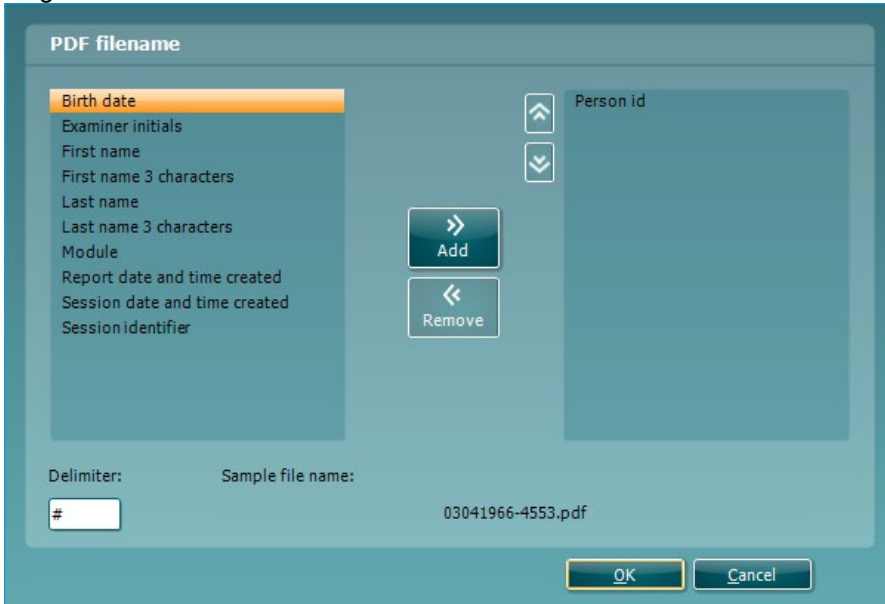 PDF filename
Birth date
Examiner initials
First name
First name 3 characters
Last name
Last name 3 characters
Module
Report date and time created
Session date and time created
Session identifier
Add
Remove
Person id
Delimiter:
Sample file name:
#
03041966-4553.pdf
OK
Cancel